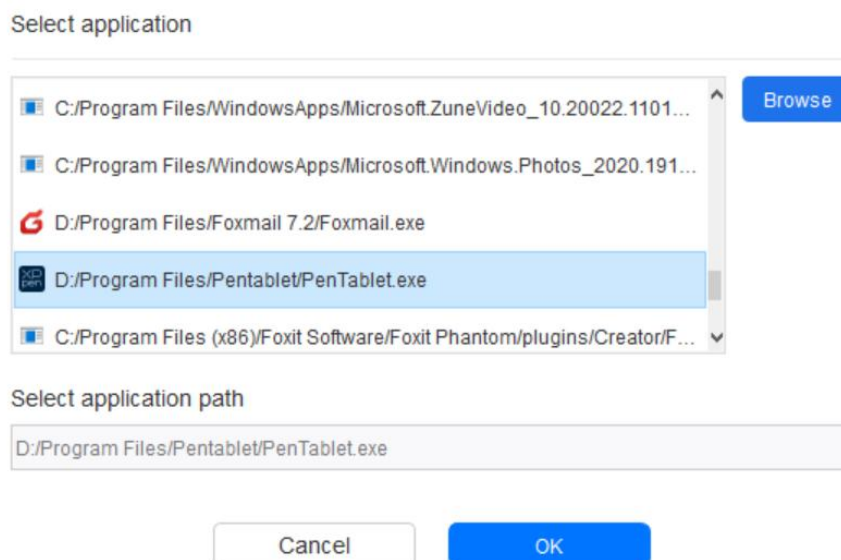 Select application
C:/Program Files/WindowsApps/Microsoft.ZuneVideo_10.20022.1101...
Browse
C:/Program Files/WindowsApps/Microsoft.Windows.Photos_2020.191...
D:/Program Files/Foxmail 7.2/Foxmail.exe
XP
pen
D:/Program Files/Pentablet/PenTablet.exe
C:/Program Files (x86)/Foxit Software/Foxit Phantom/plugins/Creator/F...
Select application path
D:/Program Files/Pentablet/PenTablet.exe
Cancel
OK